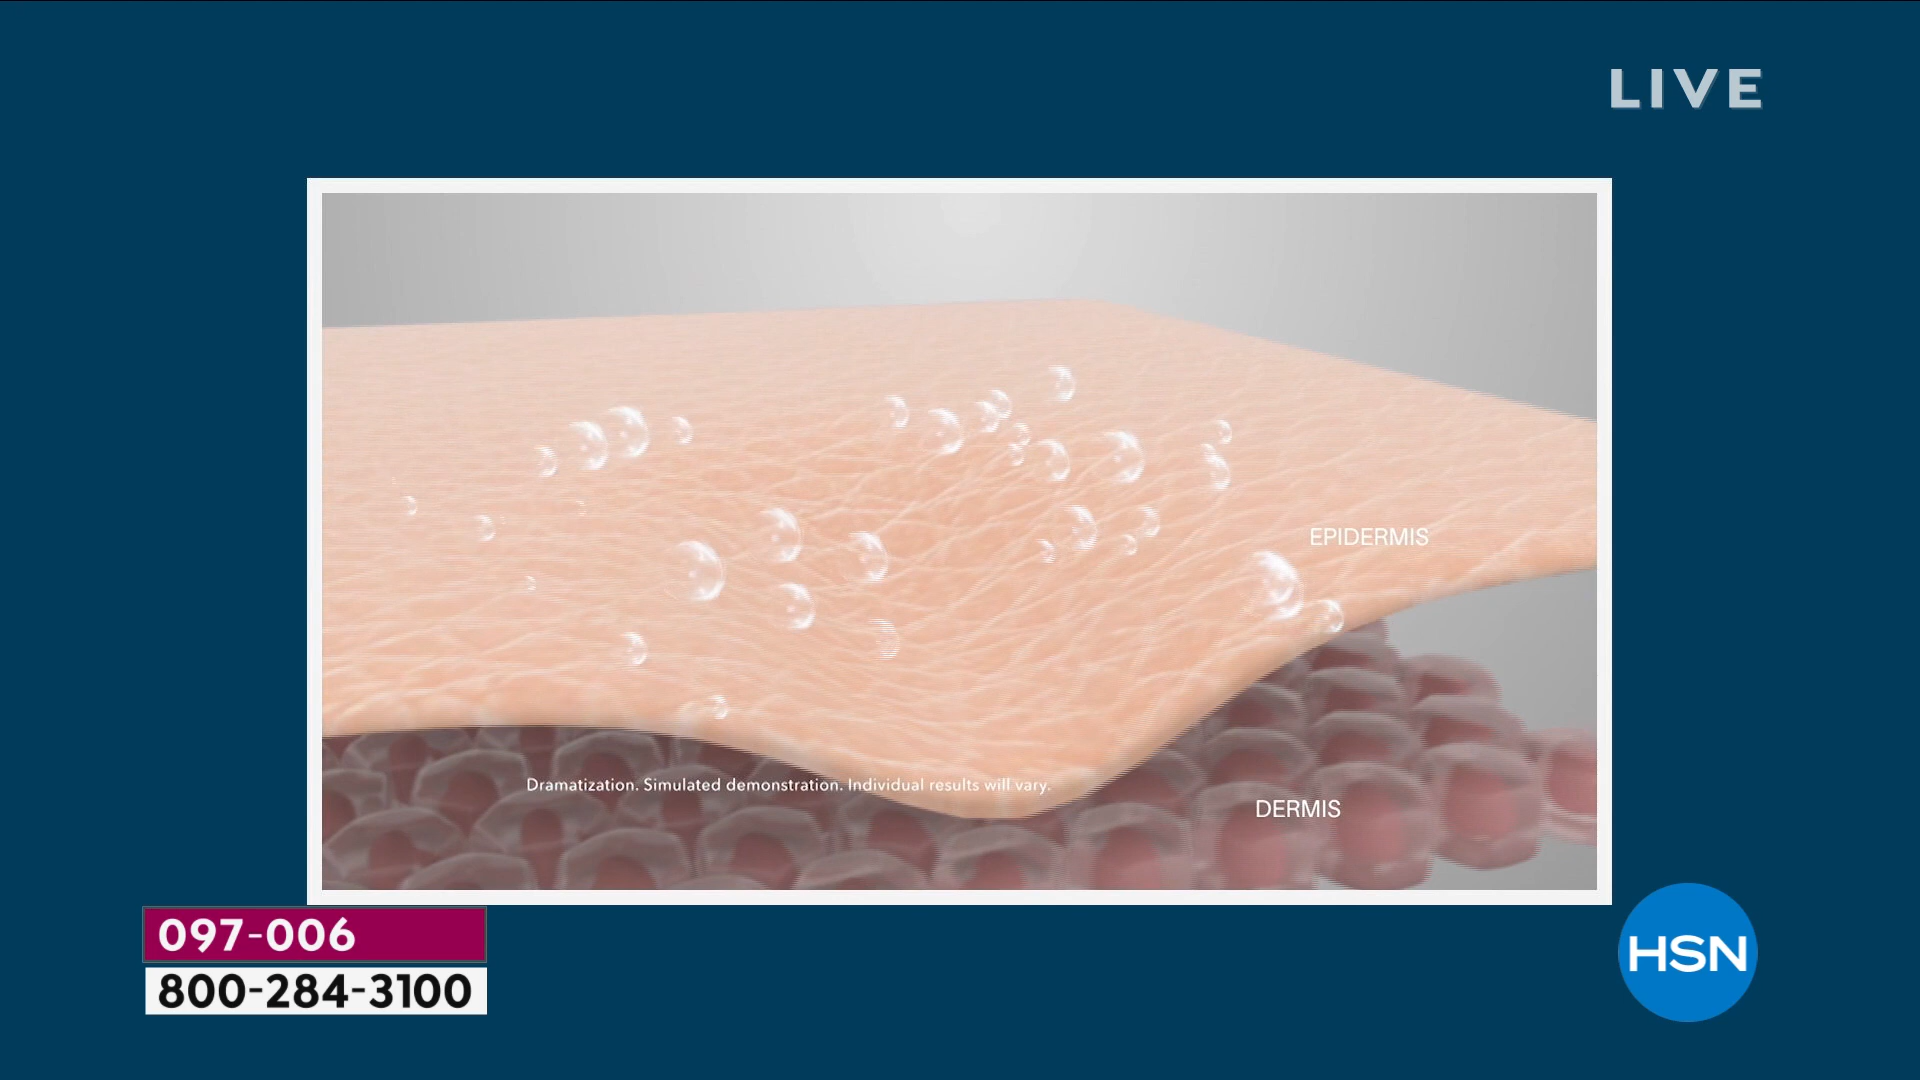 LIVE
EPIDERMIS
Dramatization. Simulated demonstration. Individual results will vary.
DERMIS
097-006
800-284-3100
HSN